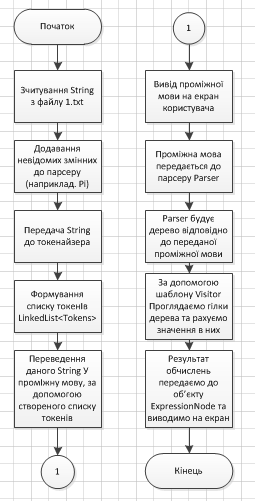 Початок
Зчитування String
з файлу 1.txt
Додавання
невідомих змінних
до парсеру
(наприклад. Pi)
Передача String
до токенайзера
Формування
списку токенів
LinkedList<Tokens>
Переведення
даного String У
проміжну мову, за
допомогою
створеного списку
токенів
1
1
Вивід проміжної
мови на екран
користувача
Проміжна мова
передається до
парсеру Parser
Parser будує
дерево відповідно
до переданої
проміжної мови
За допомогою
шаблону Visitor
Проглядаємо гілки
дерева та рахуєм
значення в них
Результат
обчислень
передаємо до
об'єкту
ExpressionNode та
виводимо на екран
Кінець